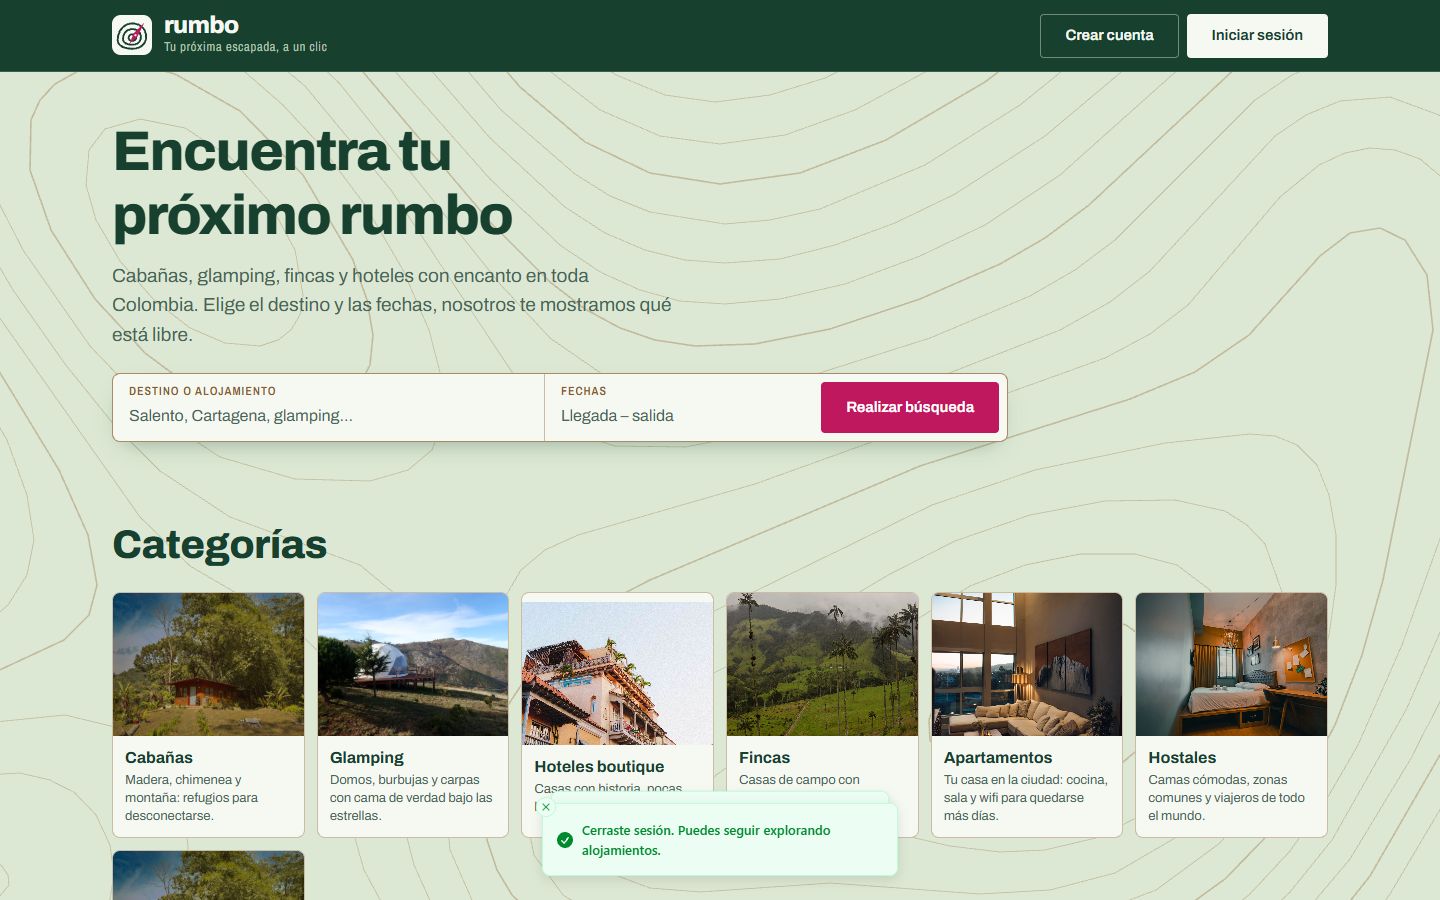 rumbo
Tu próxima escapada, a un clic
Crear cuenta
Iniciar sesión
Encuentra tu
próximo rumbo
Cabañas, glamping, fincas y hoteles con encanto en toda
Colombia. Elige el destino y las fechas, nosotros te mostramos qué
está libre.
DESTINO O ALOJAMIENTO
Salento, Cartagena, glamping...
FECHAS
Llegada – salida
Realizar búsqueda
Categorías
Cabañas
Madera, chimenea y
montaña: refugios para
desconectarse.
Glamping
Domos, burbujas y carpas
con cama de verdad bajo las
estrellas.
Hoteles boutique
Casas con historia, pocas
Fincas
Casas de campo con
Apartamentos
Tu casa en la ciudad: cocina,
sala y wifi para quedarse
más días.
Hostales
Camas cómodas, zonas
comunes y viajeros de todo
el mundo.
Cerraste sesión. Puedes seguir explorando
alojamientos.